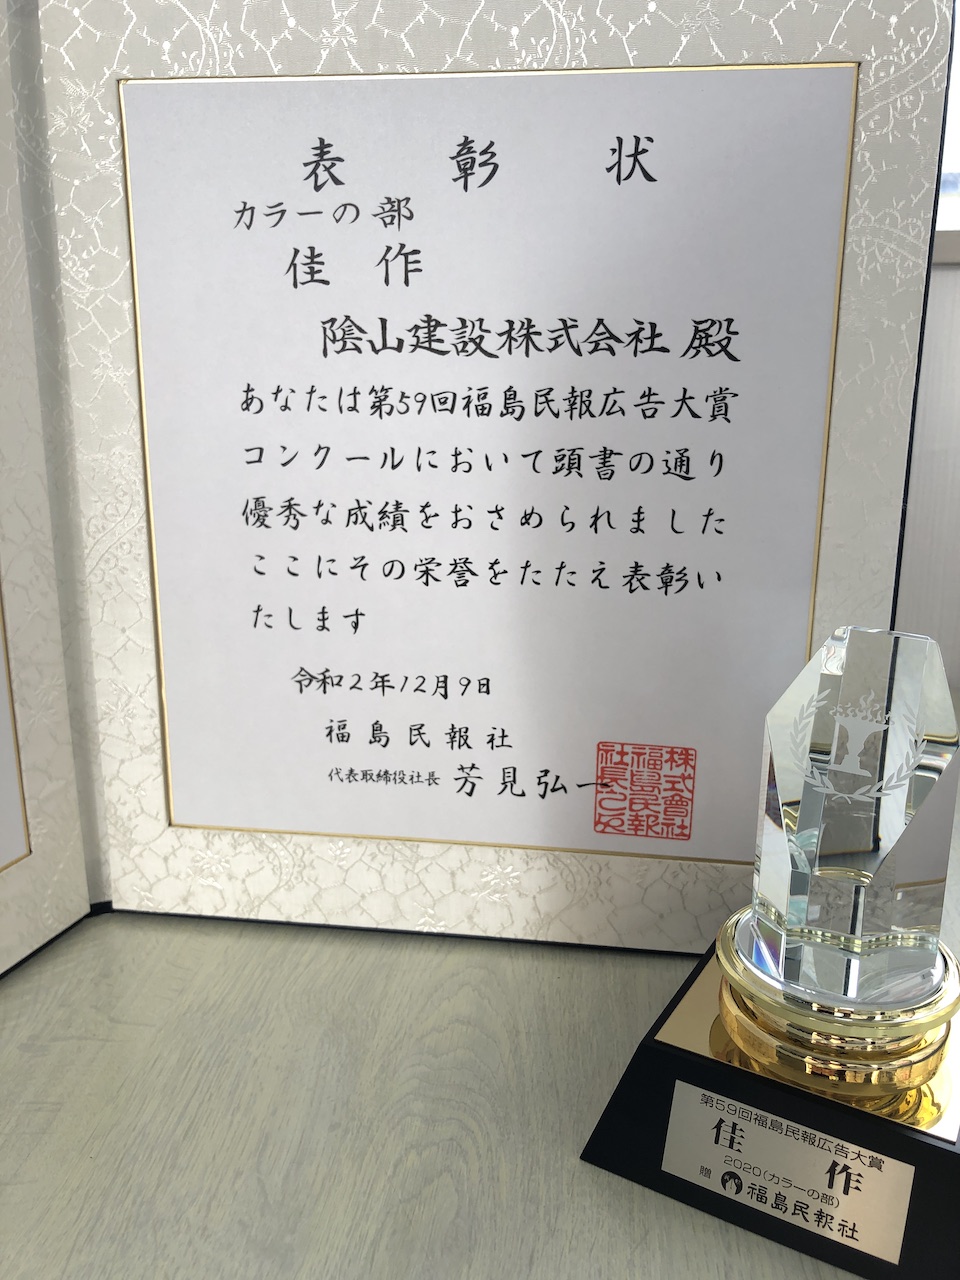 表彰状
カラーの部
佳作
陰山建設株式会社 殿
あなたは第59回福島民報広告大賞
コンクールにおいて頭書の通り
優秀な成績をおさめられました
ここにその栄誉をたたえ表彰い
たします
令和2年12月9日
福島民報社
代表取締役社長 芳見弘一
株式會社
福島民報
社長之印
第59回福島民報広告大賞
佳作
2020(カラーの部)
贈 福島民報社